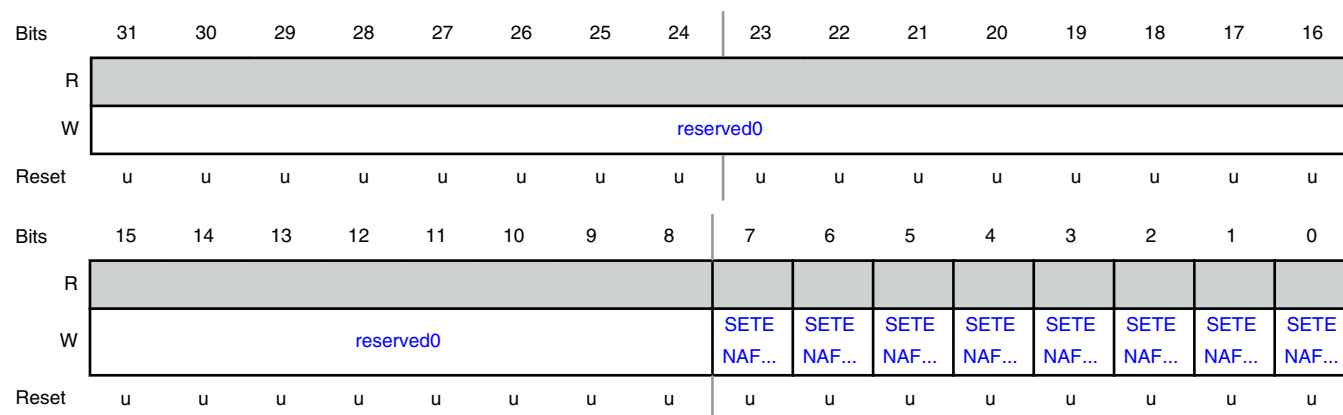 Bits 31 30 29 28 27 26 25 24 23 22 21 20 19 18 17 16
R
W reserved0
Reset u u u u u u u u u u u u u u u u
Bits 15 14 13 12 11 10 9 8 7 6 5 4 3 2 1 0
R
W reserved0 SETE NAF... SETE NAF... SETE NAF... SETE NAF... SETE NAF... SETE NAF... SETE NAF... SETE NAF...
Reset u u u u u u u u u u u u u u u u